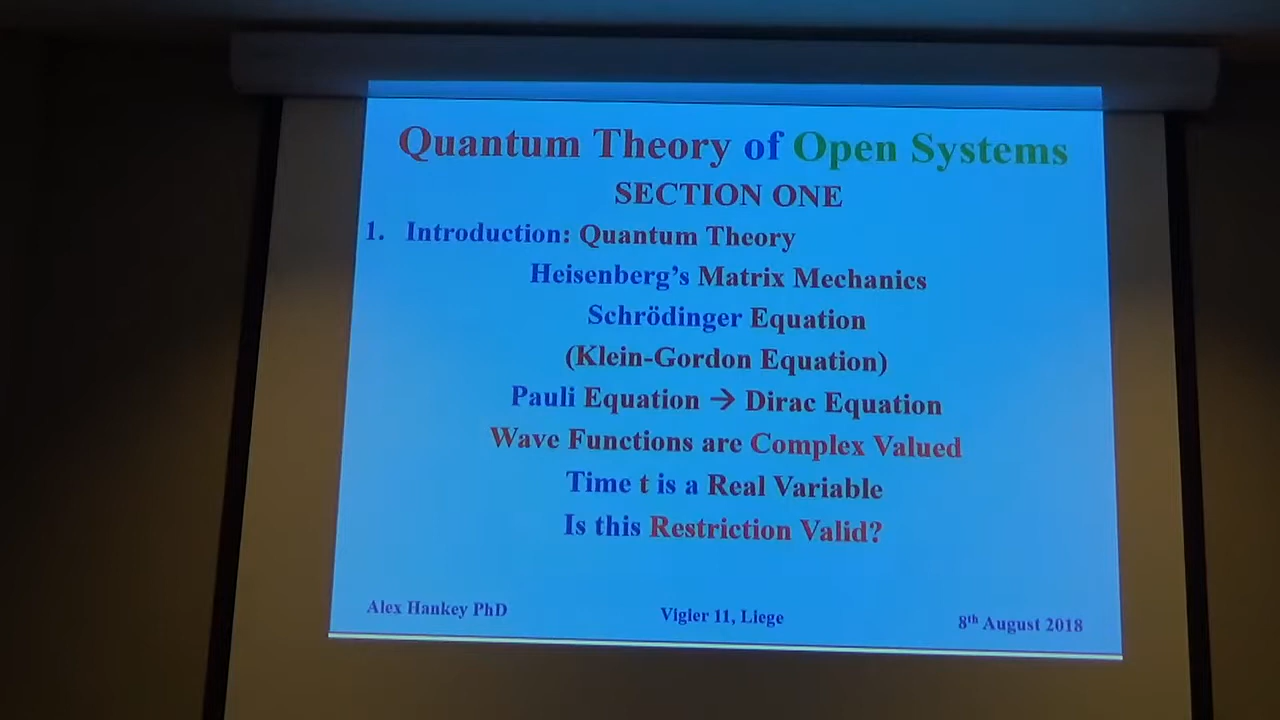 Quantum Theory of Open Systems
SECTION ONE
1. Introduction: Quantum Theory
Heisenberg's Matrix Mechanics
Schrödinger Equation
(Klein-Gordon Equation)
Pauli Equation → Dirac Equation
Wave Functions are Complex Valued
Time t is a Real Variable
Is this Restriction Valid?
Alex Hankey PhD Vigier 11, Liege 8th August 2018